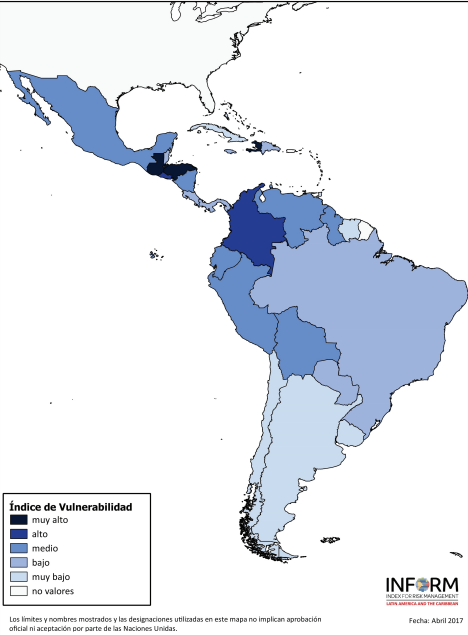 Índice de Vulnerabilidad
muy alto
alto
medio
bajo
muy bajo
no valores
INFORM
INDEX FOR RISK MANAGEMENT
LATIN AMERICA AND THE CARIBBEAN
Los límites y nombres mostrados y las designaciones utilizadas en este mapa no implican aprobación
oficial ni aceptación por parte de las Naciones Unidas.
Fecha: Abril 2017